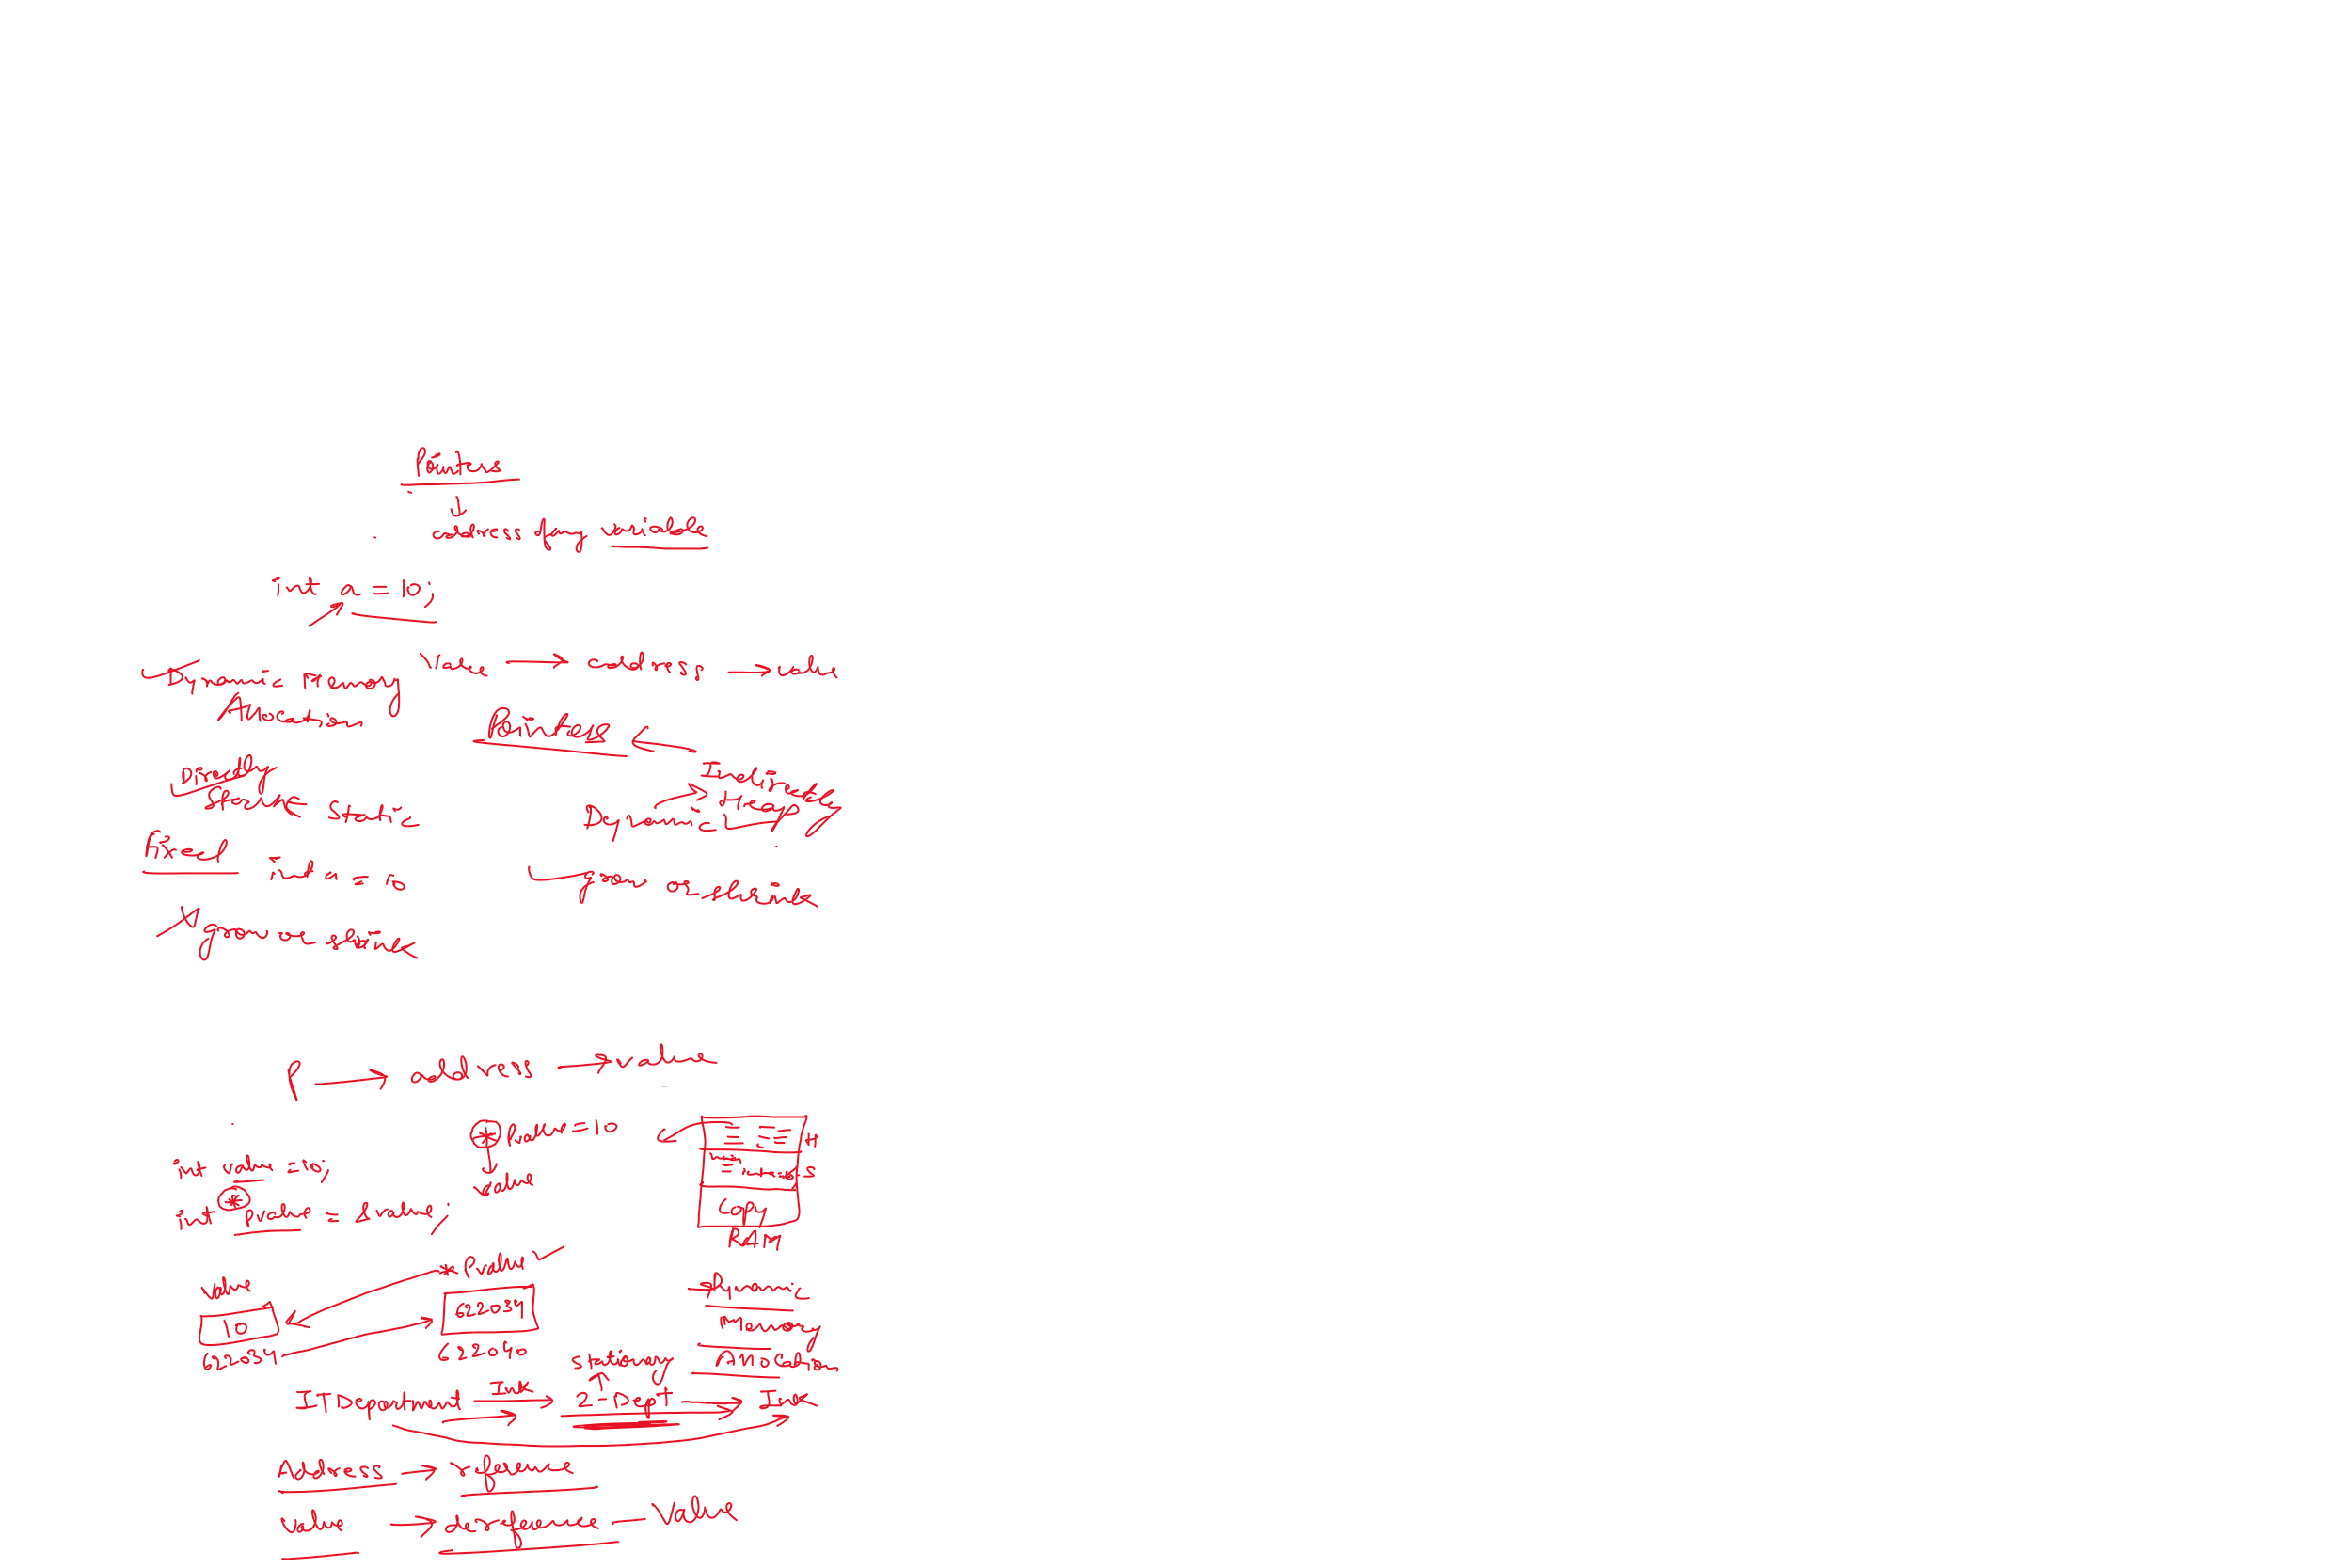 Pointers
address of any variable
int a = 10;
Value → address → value
Dynamic Memory
Allocation
Pointers
Directly
Stack
Static
Indirectly
Heap
Dynamic
fixed
int a = 10
grow or shrink
X grow or shrink
P → address → value
* Pvalue = 10
value
int value = 10;
int * pvalue = &value;
H
main
S
Copy
RAM
* Pvalue
value
10
622034
622034
622040
Dynamic
Memory
Allocation
stationary
IT Department Ink → 2-Dept → Ink
Address → reference
value → dereference — Value